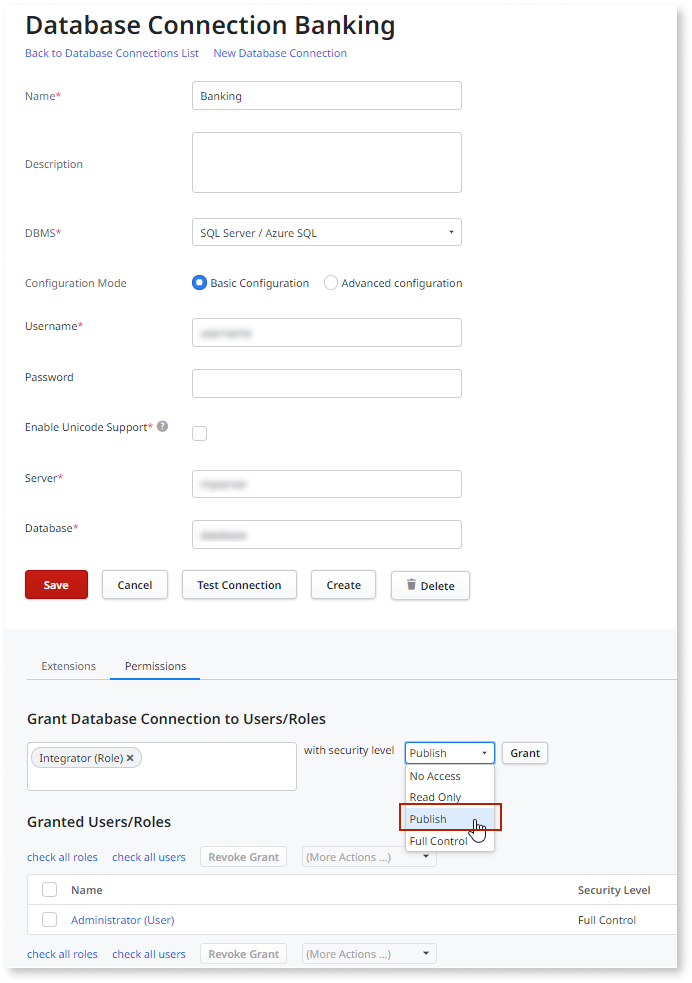 Database Connection Banking
Back to Database Connections List New Database Connection
Name* Banking
Description
DBMS* SQL Server / Azure SQL
Configuration Mode Basic Configuration Advanced configuration
Username*
Password
Enable Unicode Support* ?
Server*
Database*
Save Cancel Test Connection Create Delete
Extensions Permissions
Grant Database Connection to Users/Roles
Integrator (Role) × with security level Publish Grant
No Access
Read Only
Publish
Full Control
Granted Users/Roles
check all roles check all users Revoke Grant (More Actions ...)
Name Security Level
Administrator (User) Full Control
check all roles check all users Revoke Grant (More Actions ...)